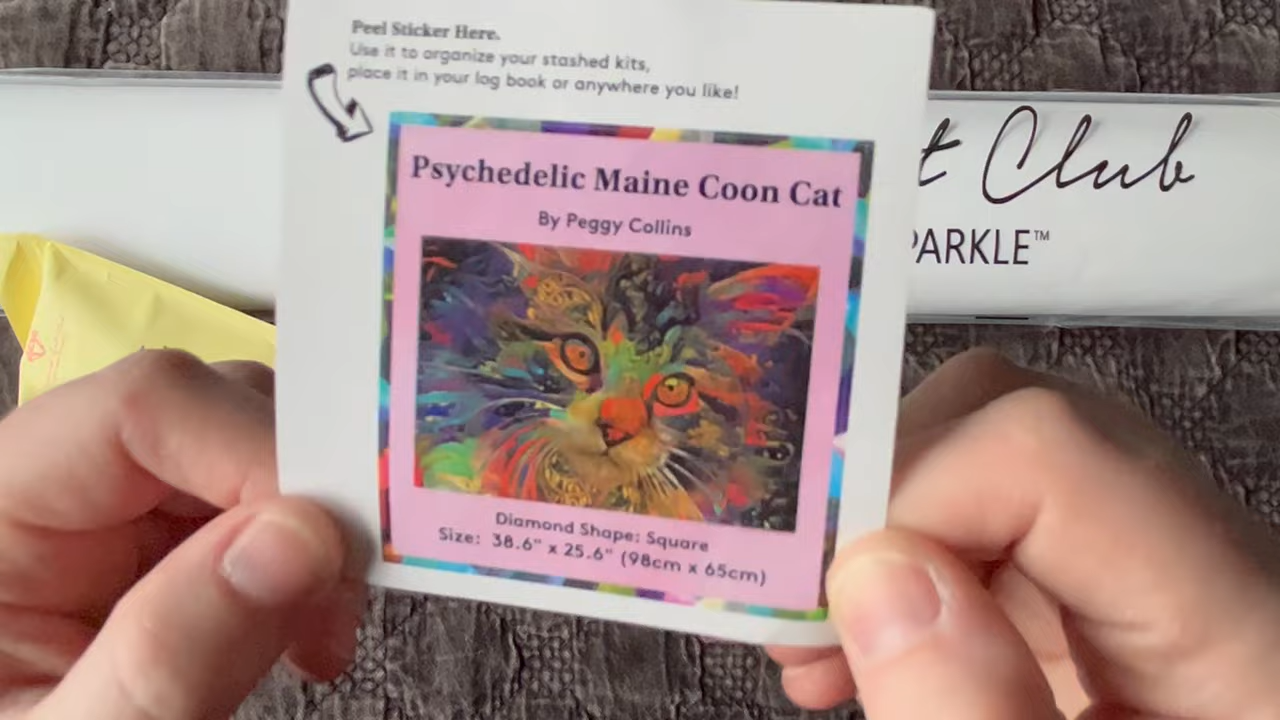 Peel Sticker Here.
Use it to organize your stashed kits,
place it in your log book or anywhere you like!
Psychedelic Maine Coon Cat
By Peggy Collins
Diamond Shape: Square
Size: 38.6" x 25.6" (98cm x 65cm)
t Club
PARKLE™